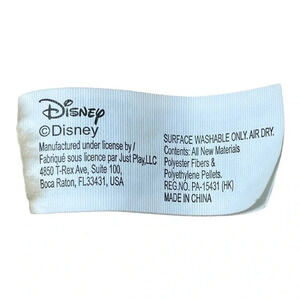 Disney
©Disney
Manufactured under license by /
Fabriqué sous licence par Just Play,LLC
4850 T-Rex Ave, Suite 100,
Boca Raton, FL33431, USA
SURFACE WASHABLE ONLY. AIR DRY.
Contents: All New Materials
Polyester Fibers &
Polyethylene Pellets.
REG.NO. PA-15431 (HK)
MADE IN CHINA